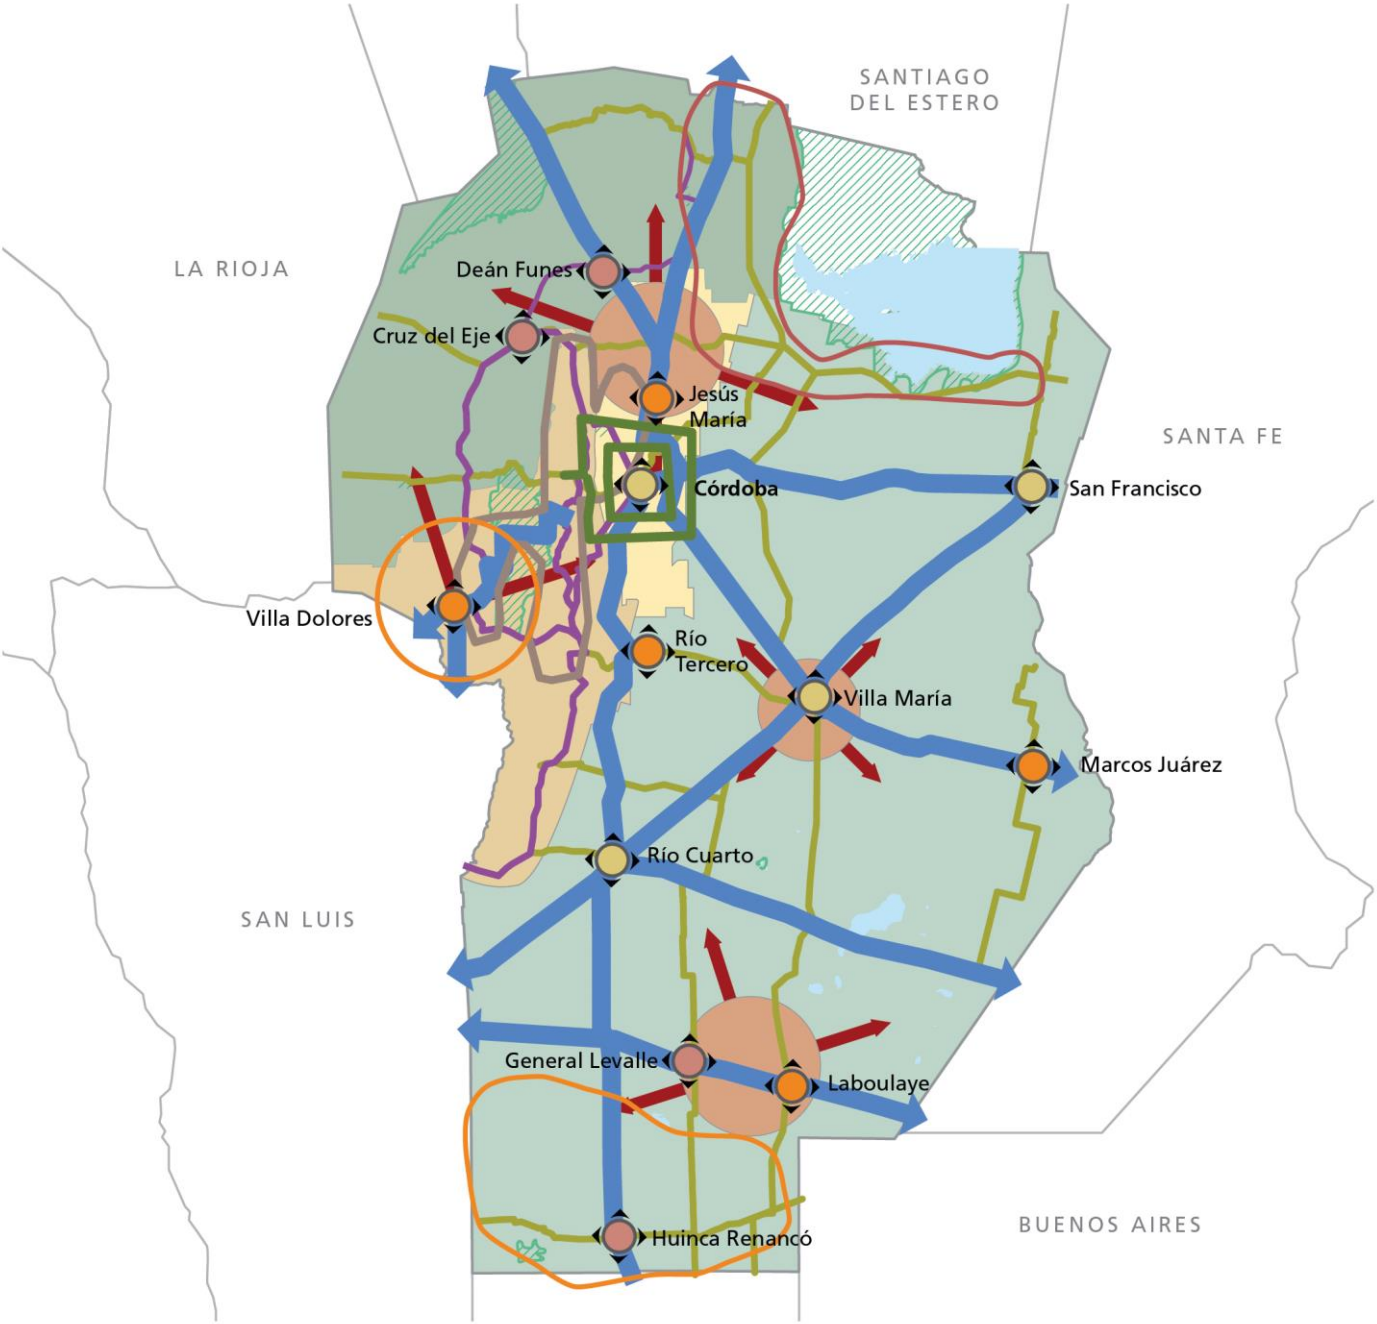 SANTIAGO
DEL ESTERO
LA RIOJA
Deán Funes
Cruz del Eje
Jesús
María
SANTA FE
Córdoba
San Francisco
Villa Dolores
Río
Tercero
Villa María
Marcos Juárez
Río Cuarto
SAN LUIS
General Levalle
Laboulaye
BUENOS AIRES
Huinca Renancó